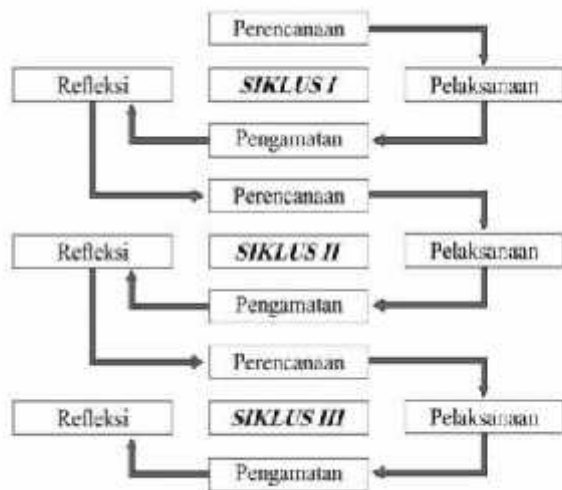 Perencanaan
Refleksi
SIKLUS I
Pelaksanaan
Pengamatan
Perencanaan
Refleksi
SIKLUS II
Pelaksanaan
Pengamatan
Perencanaan
Refleksi
SIKLUS III
Pelaksanaan
Pengamatan